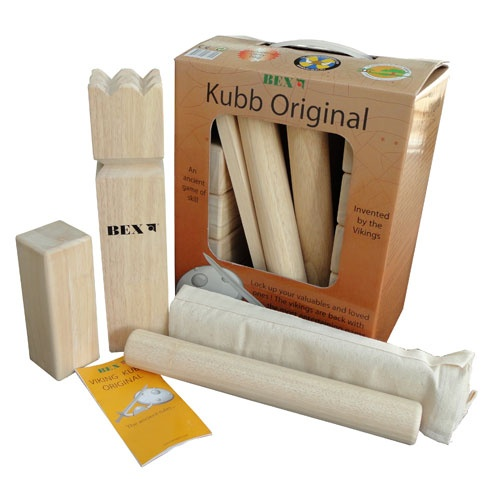 BEX
Kubb Original
An
ancient
game of
skill
Invented
by the
Vikings
Lock up your valuables and loved
ones! The vikings are back with
BEX
BEX
VIKING KUBB
ORIGINAL